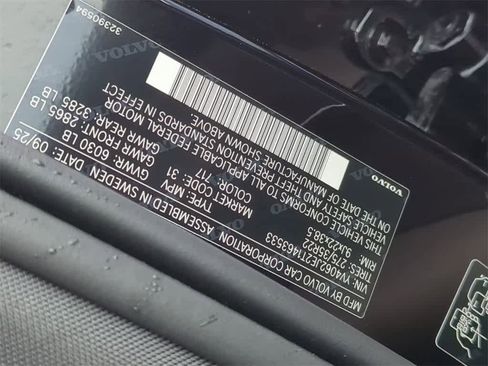 MFD BY VOLVO CAR CORPORATION ASSEMBLED IN SWEDEN DATE: 09/25
VIN: YV4062JE2T1463533 TYPE: MPV GVWR: 6030 LB
275/35R22 MARKET CODE: 31 GAWR FRONT: 2865 LB
RIM: 9Jx22x38.5 COLOR: 717 GAWR REAR: 3285 LB
THIS VEHICLE CONFORMS TO ALL APPLICABLE FEDERAL MOTOR
VEHICLE SAFETY AND THEFT PREVENTION STANDARDS IN EFFECT
ON THE DATE OF MANUFACTURE SHOWN ABOVE.
VOLVO
VOLVO
32390594